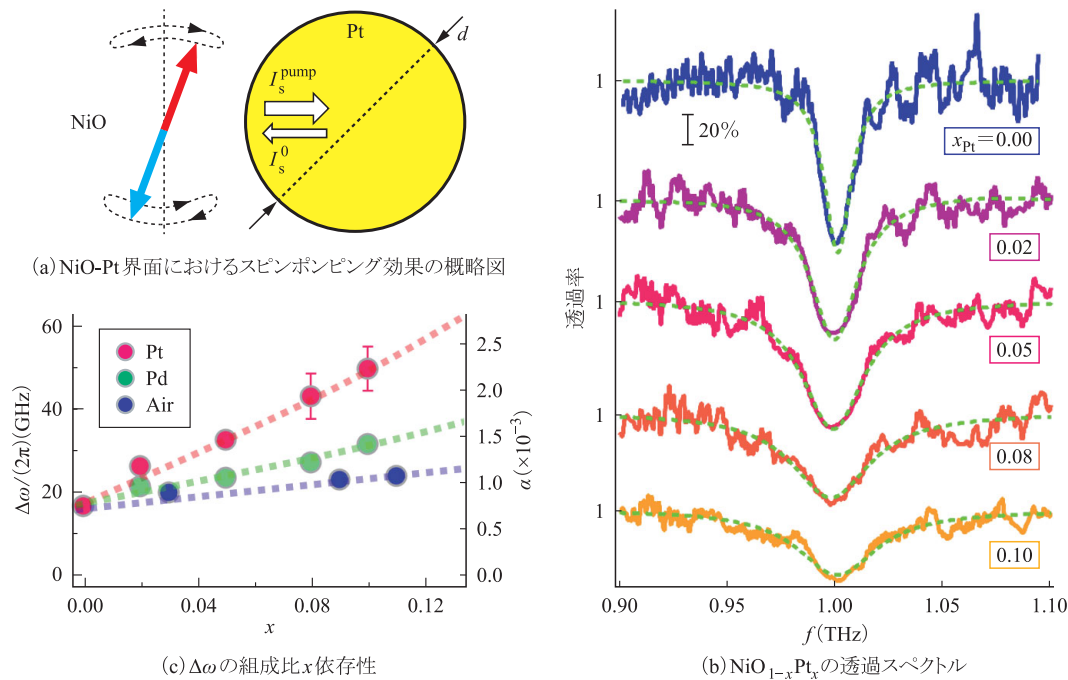 NiO
Pt
d
I_s^pump
I_s^0
(a) NiO-Pt界面におけるスピンポンピング効果の概略図
Δω/(2π)(GHz)
60
40
20
0
Pt
Pd
Air
2.5
2.0
1.5
1.0
0.5
0.0
α(×10⁻³)
0.00 0.04 0.08 0.12
x
(c) Δωの組成比x依存性
透過率
1
20%
x_Pt=0.00
1
0.02
1
0.05
1
0.08
1
0.10
0.90 0.95 1.00 1.05 1.10
f(THz)
(b) NiO_{1-x}Pt_xの透過スペクトル